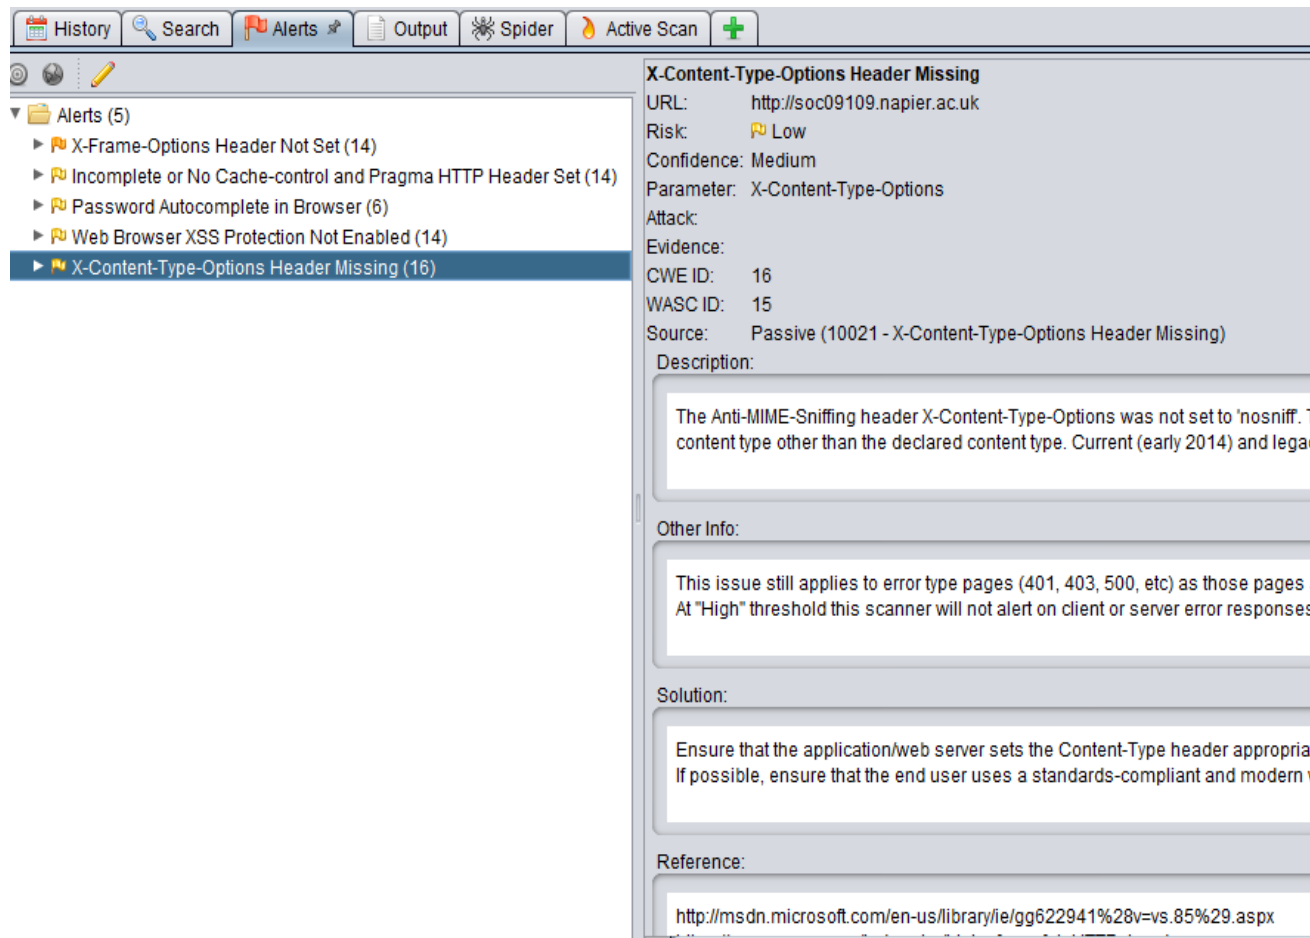 History Search Alerts Output Spider Active Scan
Alerts (5)
X-Frame-Options Header Not Set (14)
Incomplete or No Cache-control and Pragma HTTP Header Set (14)
Password Autocomplete in Browser (6)
Web Browser XSS Protection Not Enabled (14)
X-Content-Type-Options Header Missing (16)
X-Content-Type-Options Header Missing
URL: http://soc09109.napier.ac.uk
Risk: Low
Confidence: Medium
Parameter: X-Content-Type-Options
Attack:
Evidence:
CWE ID: 16
WASC ID: 15
Source: Passive (10021 - X-Content-Type-Options Header Missing)
Description:
The Anti-MIME-Sniffing header X-Content-Type-Options was not set to 'nosniff'.
content type other than the declared content type. Current (early 2014) and
Other Info:
This issue still applies to error type pages (401, 403, 500, etc) as those pages
At "High" threshold this scanner will not alert on client or server error responses
Solution:
Ensure that the application/web server sets the Content-Type header
If possible, ensure that the end user uses a standards-compliant and modern
Reference:
http://msdn.microsoft.com/en-us/library/ie/gg622941%28v=vs.85%29.aspx